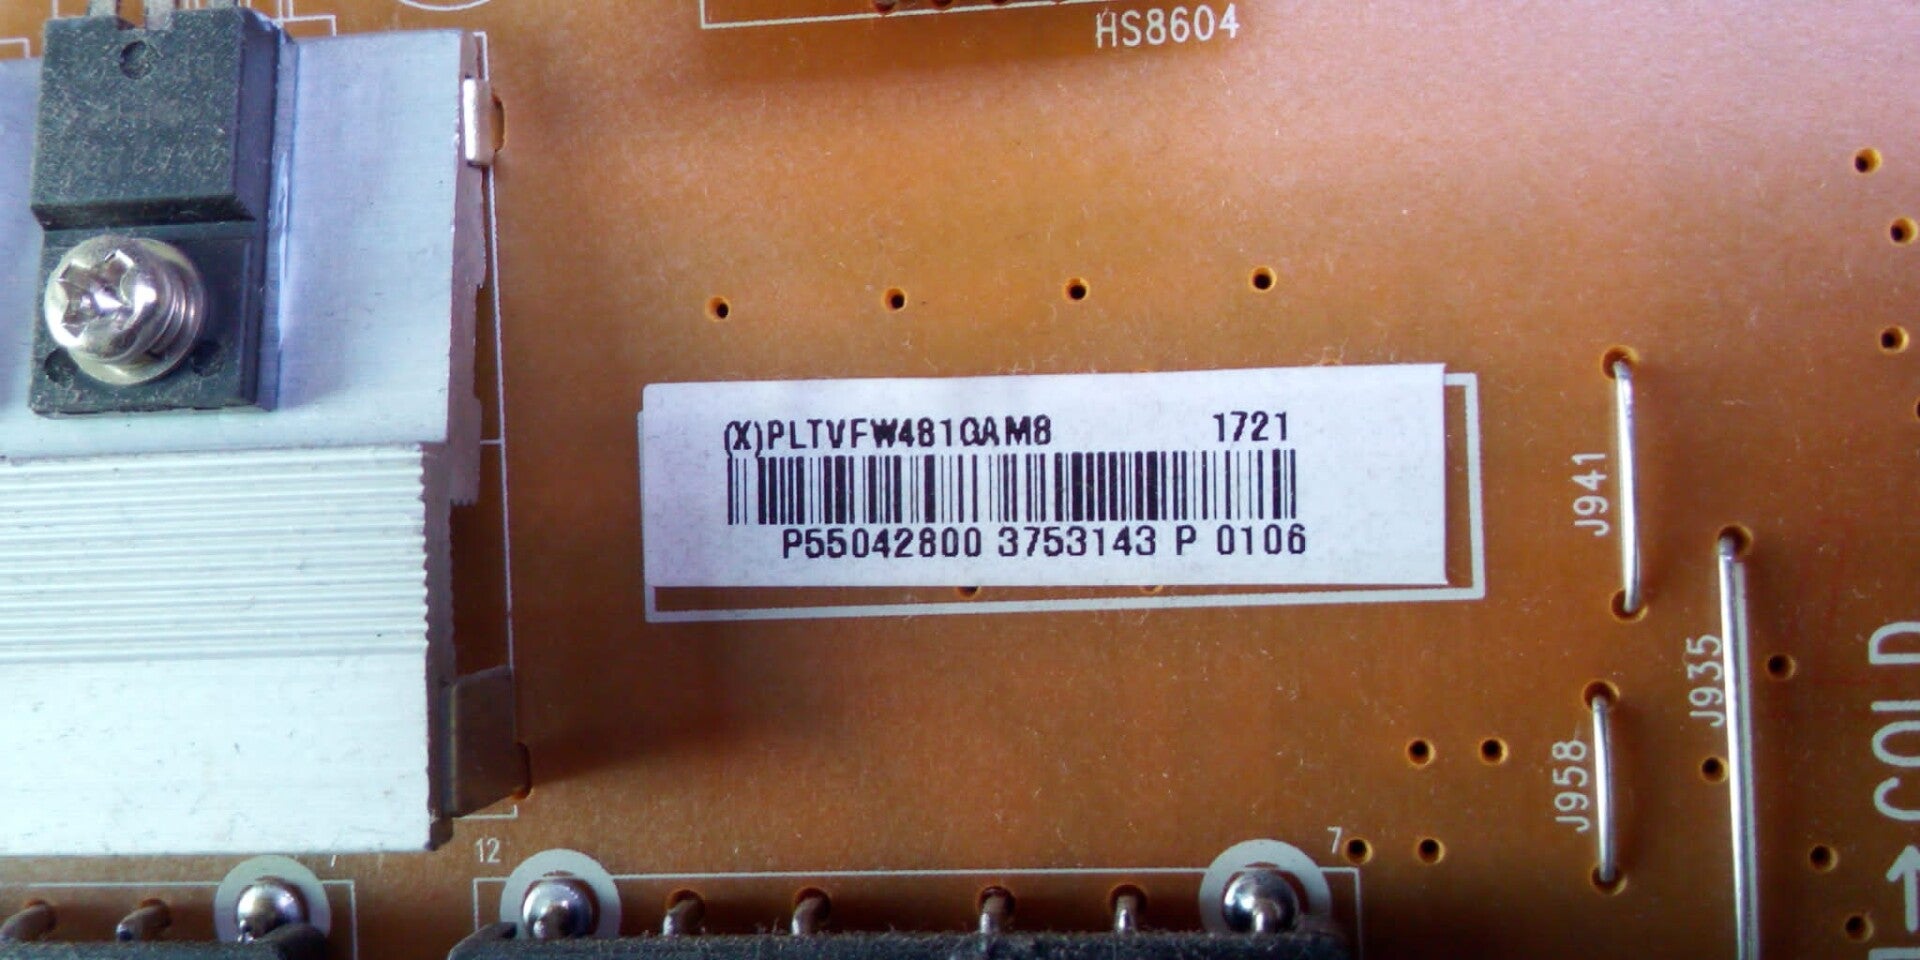 HS8604
(X)PLTVFW481QAM8 1721
P55042800 3753143 P 0106
J941
J935
J958
COLD
12
7